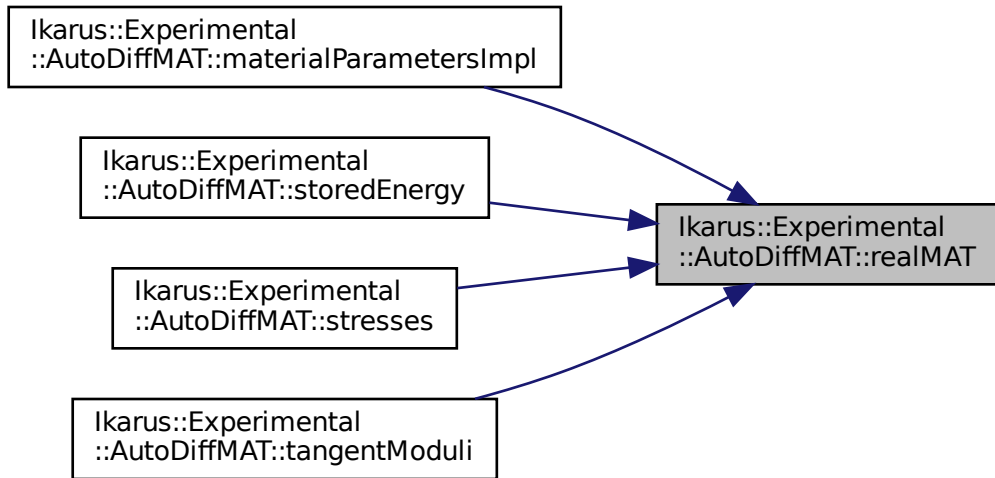 Ikarus::Experimental
::AutoDiffMAT::materialParametersImpl
Ikarus::Experimental
::AutoDiffMAT::storedEnergy
Ikarus::Experimental
::AutoDiffMAT::realMAT
Ikarus::Experimental
::AutoDiffMAT::stresses
Ikarus::Experimental
::AutoDiffMAT::tangentModuli